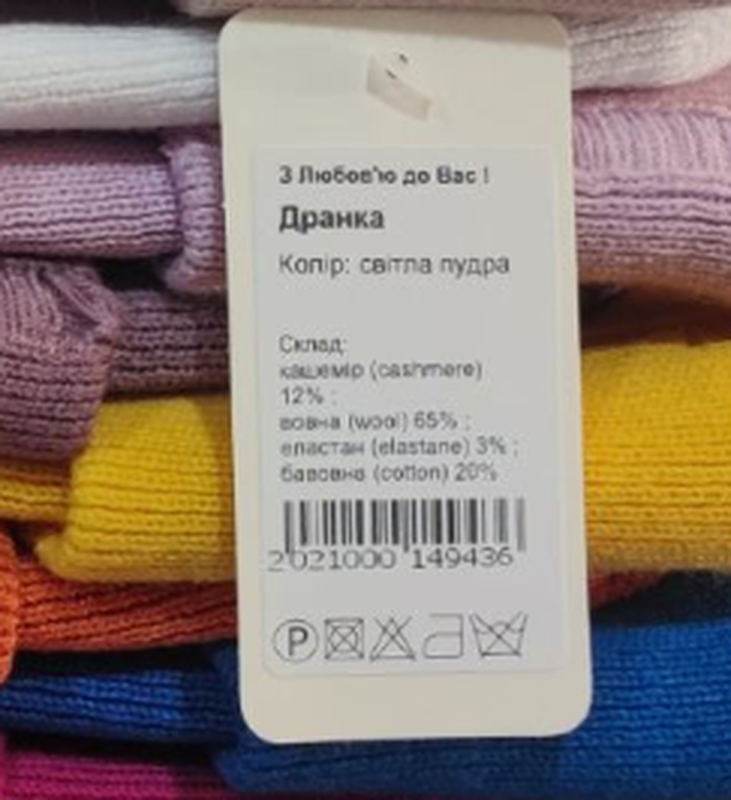 З Любов'ю до Вас !
Дранка
Колір: світла пудра
Склад:
кашемір (cashmere)
12% ;
вовна (wool) 65% ;
еластан (elastane) 3% ;
бавовна (cotton) 20%
2021000 149436
P